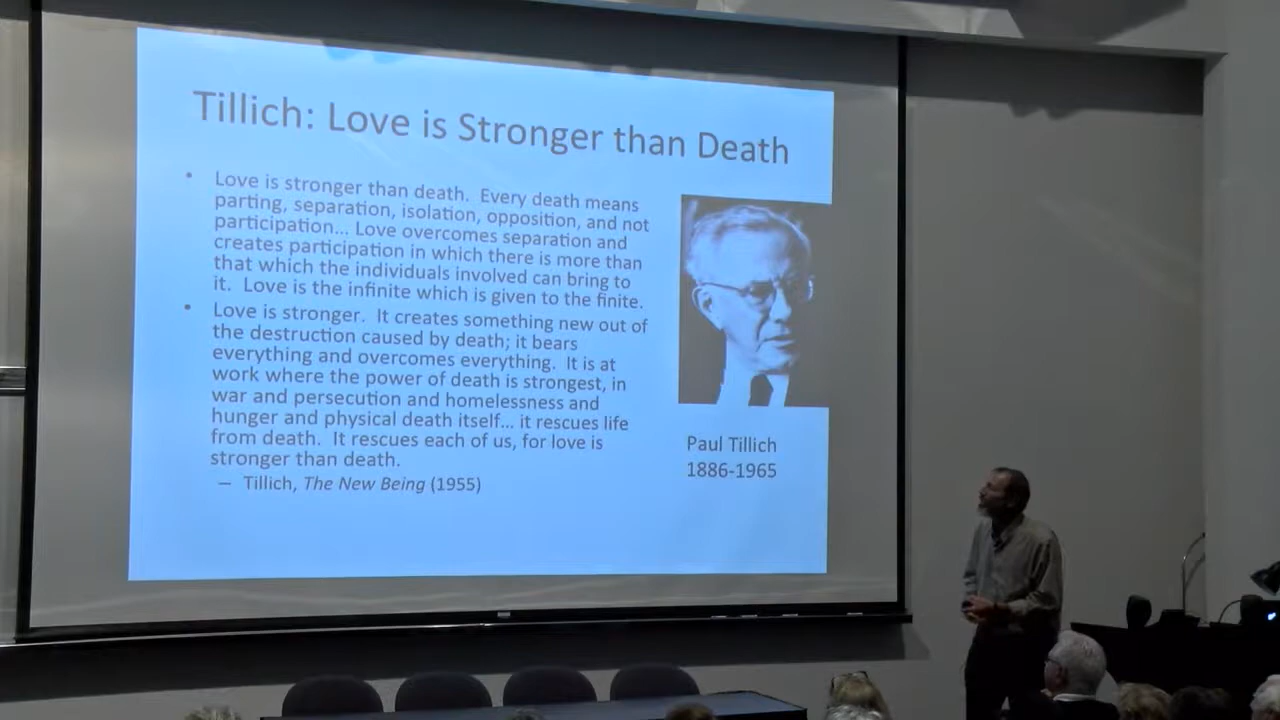 Tillich: Love is Stronger than Death
• Love is stronger than death. Every death means
parting, separation, isolation, opposition, and not
participation... Love overcomes separation and
creates participation in which there is more than
that which the individuals involved can bring to
it. Love is the infinite which is given to the finite.
• Love is stronger. It creates something new out of
the destruction caused by death; it bears
everything and overcomes everything. It is at
work where the power of death is strongest, in
war and persecution and homelessness and
hunger and physical death itself... it rescues life
from death. It rescues each of us, for love is
stronger than death.
– Tillich, The New Being (1955)
Paul Tillich
1886-1965